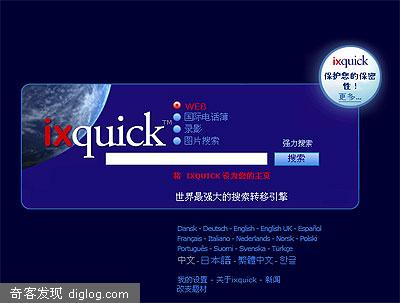 ixquick
保护您的保密
性！
更多...
WEB
国际电话簿
录影
图片搜索
ixquick™
强力搜索
搜索
将 IXQUICK 设为您的主页
世界最强大的搜索转移引擎
Dansk - Deutsch - English - English UK - Español
Français - Italiano - Nederlands - Norsk - Polski
Português - Suomi - Svenska - Türkçe
中文 - 日本語 - 繁體中文 - 한글
我的设置 - 关于ixquick - 新闻
改变题材
奇客发现 diglog.com